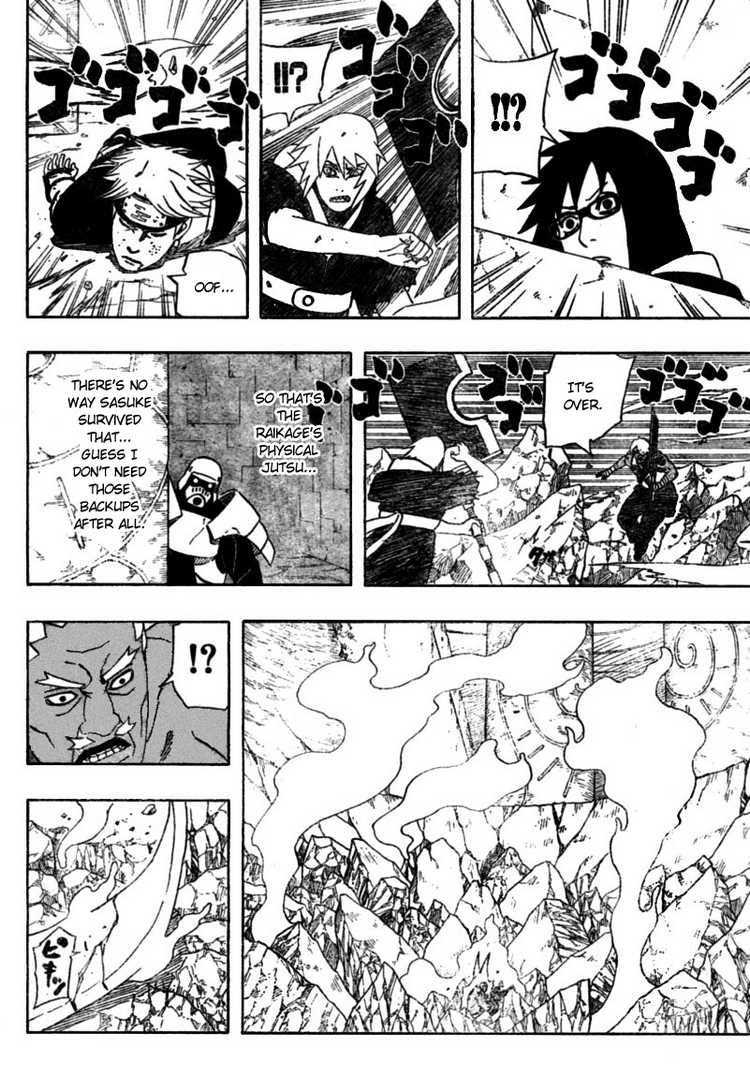 !!?
ゴゴゴゴ
!!?
ゴゴゴゴ
ゴゴゴゴ
OOF...
IT'S
OVER.
ゴゴゴゴ
SO THAT'S
THE
RAIKAGE'S
PHYSICAL
JUTSU...
THERE'S NO
WAY SASUKE
SURVIVED
THAT...
GUESS I
DON'T NEED
THOSE
BACKUPS
AFTER ALL.
!?
ピキッ